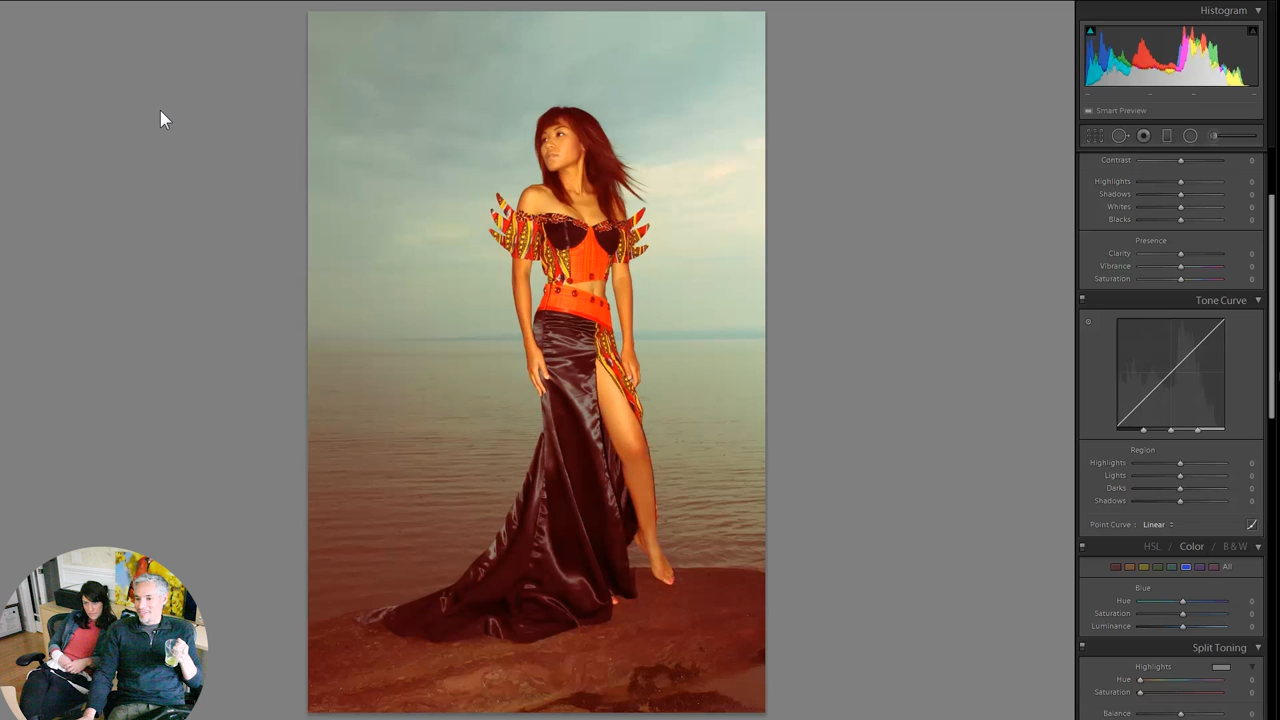 Histogram
Smart Preview
Contrast 0
Highlights 0
Shadows 0
Whites 0
Blacks 0
Presence
Clarity 0
Vibrance 0
Saturation 0
Tone Curve
Region
Highlights 0
Lights 0
Darks 0
Shadows 0
Point Curve : Linear
HSL / Color / B & W
All
Blue
Hue 0
Saturation 0
Luminance 0
Split Toning
Highlights
Hue 0
Saturation 0
Balance 0